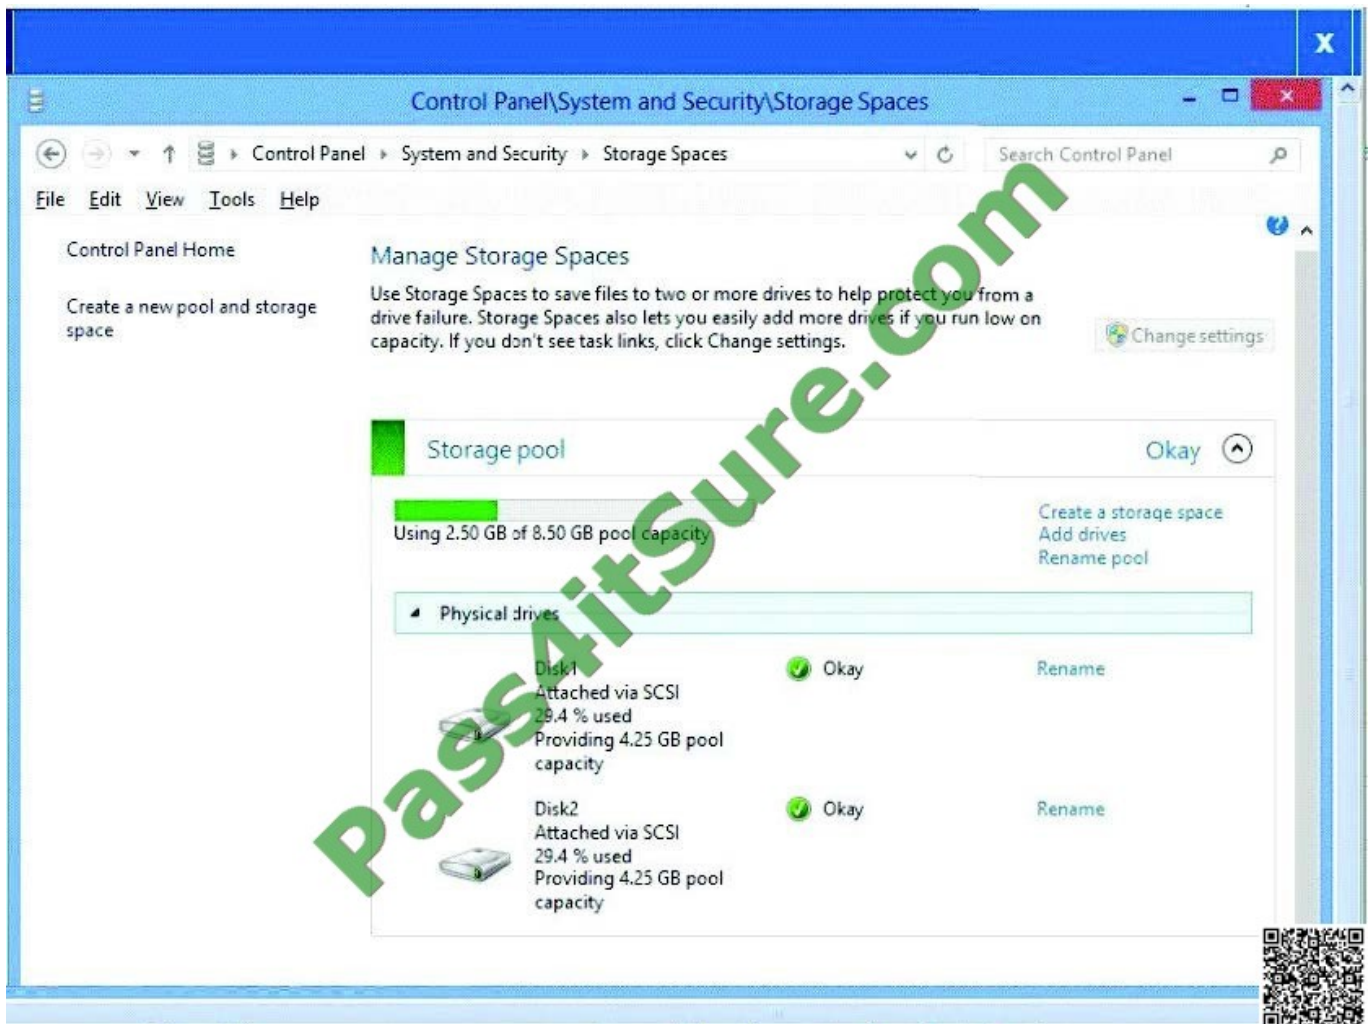 X
Control Panel\System and Security\Storage Spaces
Control Panel System and Security Storage Spaces
Search Control Panel
File Edit View Tools Help
Control Panel Home
Create a new pool and storage
space
Manage Storage Spaces
Use Storage Spaces to save files to two or more drives to help protect you from a
drive failure. Storage Spaces also lets you easily add more drives if you run low on
capacity. If you don't see task links, click Change settings.
Change settings
Storage pool
Okay
Using 2.50 GB of 8.50 GB pool capacity
Create a storage space
Add drives
Rename pool
Physical drives
Disk1
Attached via SCSI
29.4 % used
Providing 4.25 GB pool
capacity
Okay
Rename
Disk2
Attached via SCSI
29.4 % used
Providing 4.25 GB pool
capacity
Okay
Rename
Pass4itSure.com